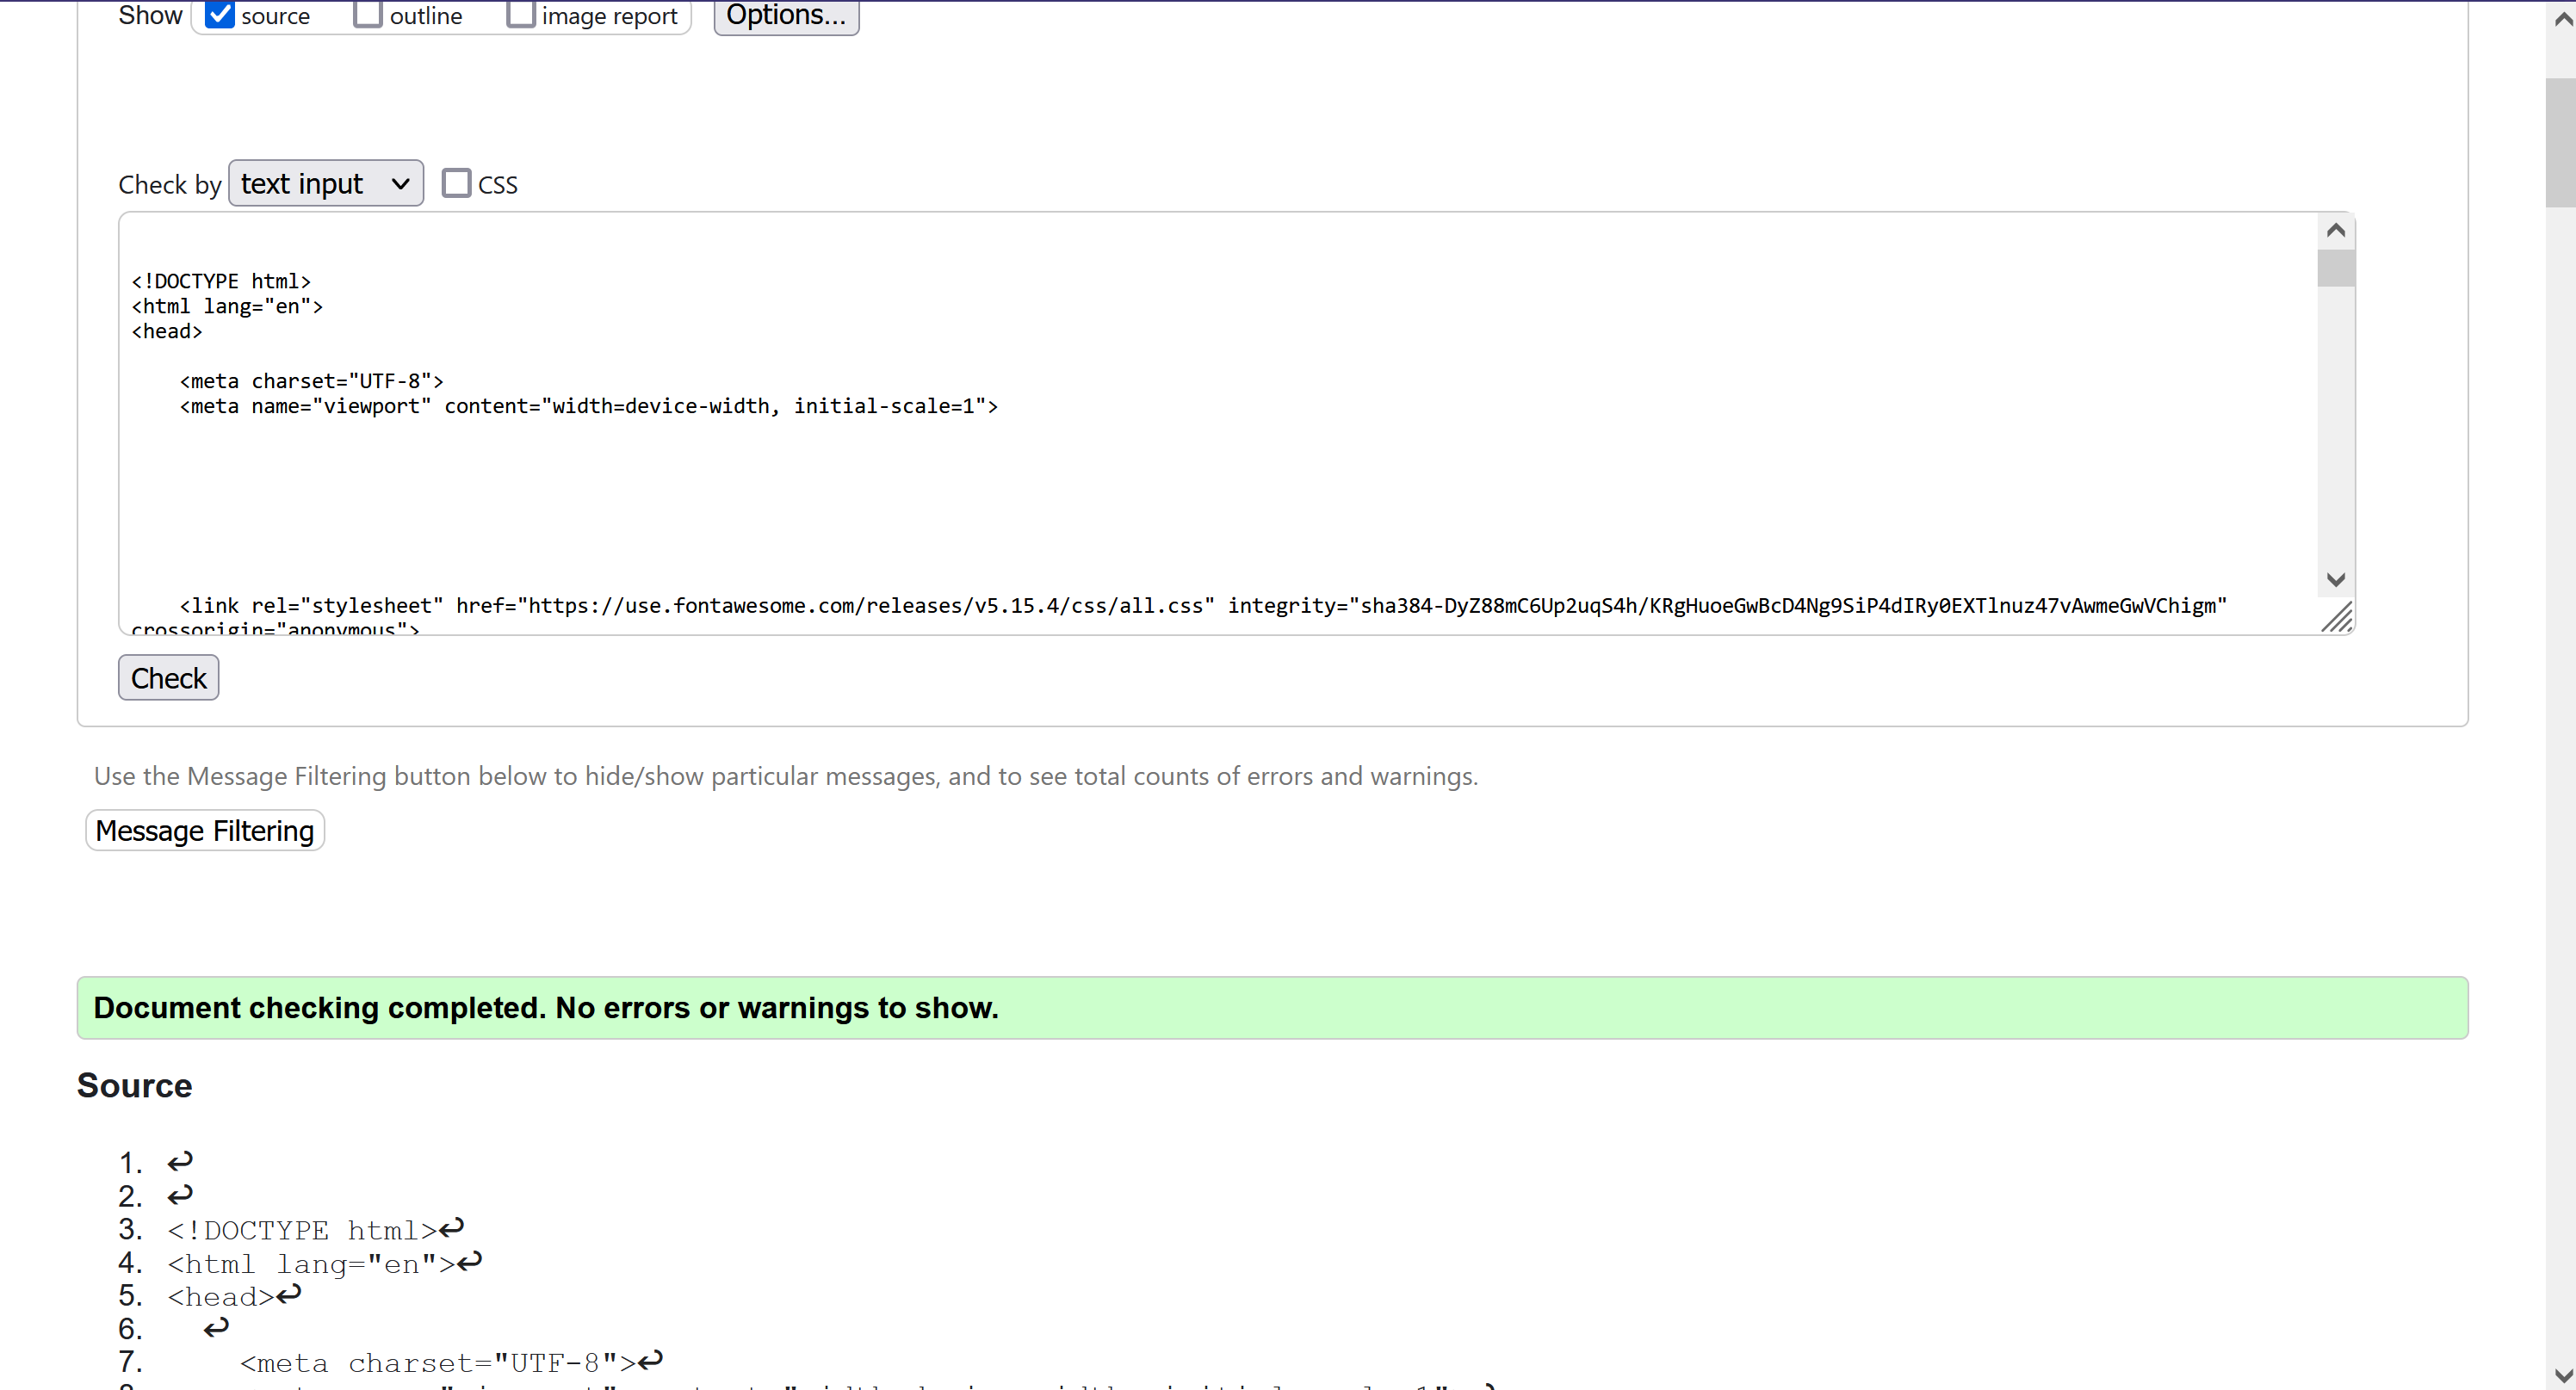 Show source outline image report Options...
Check by text input CSS
<!DOCTYPE html>
<html lang="en">
<head>
<meta charset="UTF-8">
<meta name="viewport" content="width=device-width, initial-scale=1">
<link rel="stylesheet" href="https://use.fontawesome.com/releases/v5.15.4/css/all.css" integrity="sha384-DyZ88mC6Up2uqS4h/KRgHuoeGwBcD4Ng9SiP4dIRy0EXTlnuz47vAwmeGwVChigm"
crossorigin="anonymous">
Check
Use the Message Filtering button below to hide/show particular messages, and to see total counts of errors and warnings.
Message Filtering
Document checking completed. No errors or warnings to show.
Source
1. ↩
2. ↩
3. <!DOCTYPE html>↩
4. <html lang="en">↩
5. <head>↩
6. ↩
7. <meta charset="UTF-8">↩